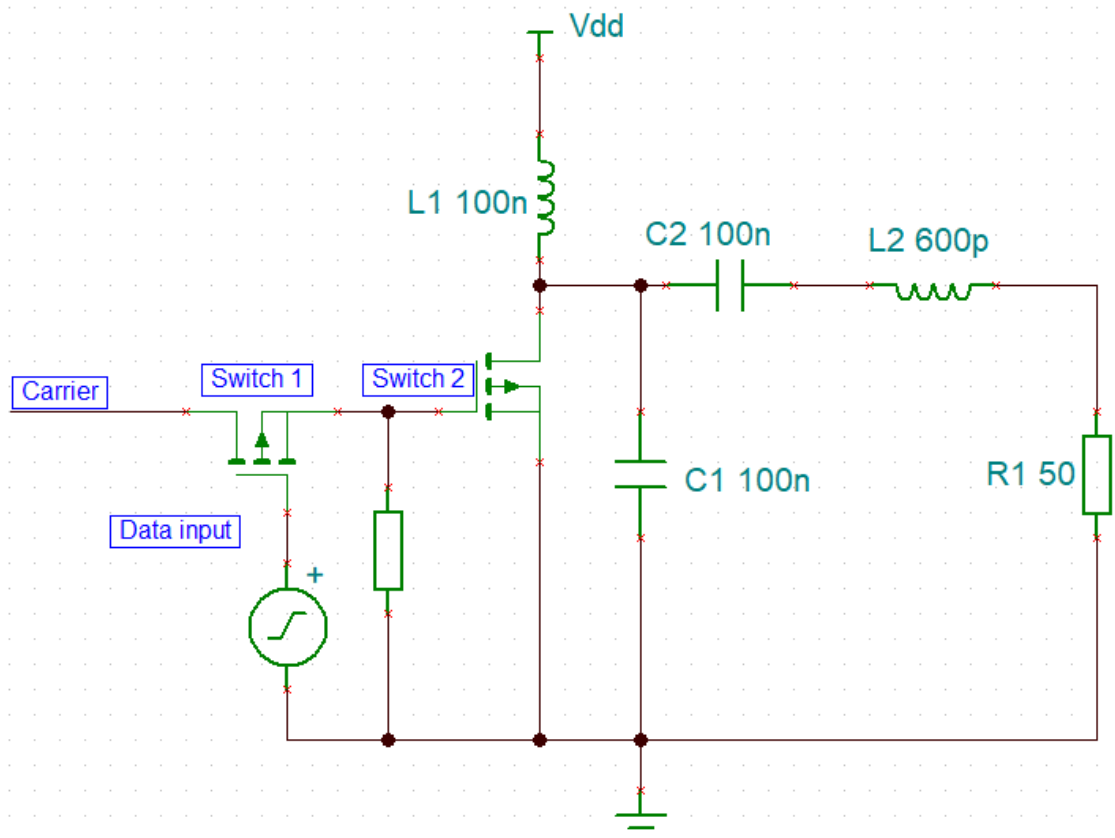 Vdd
L1 100n
C2 100n
L2 600p
Switch 1
Switch 2
Carrier
C1 100n
R1 50
Data input
+